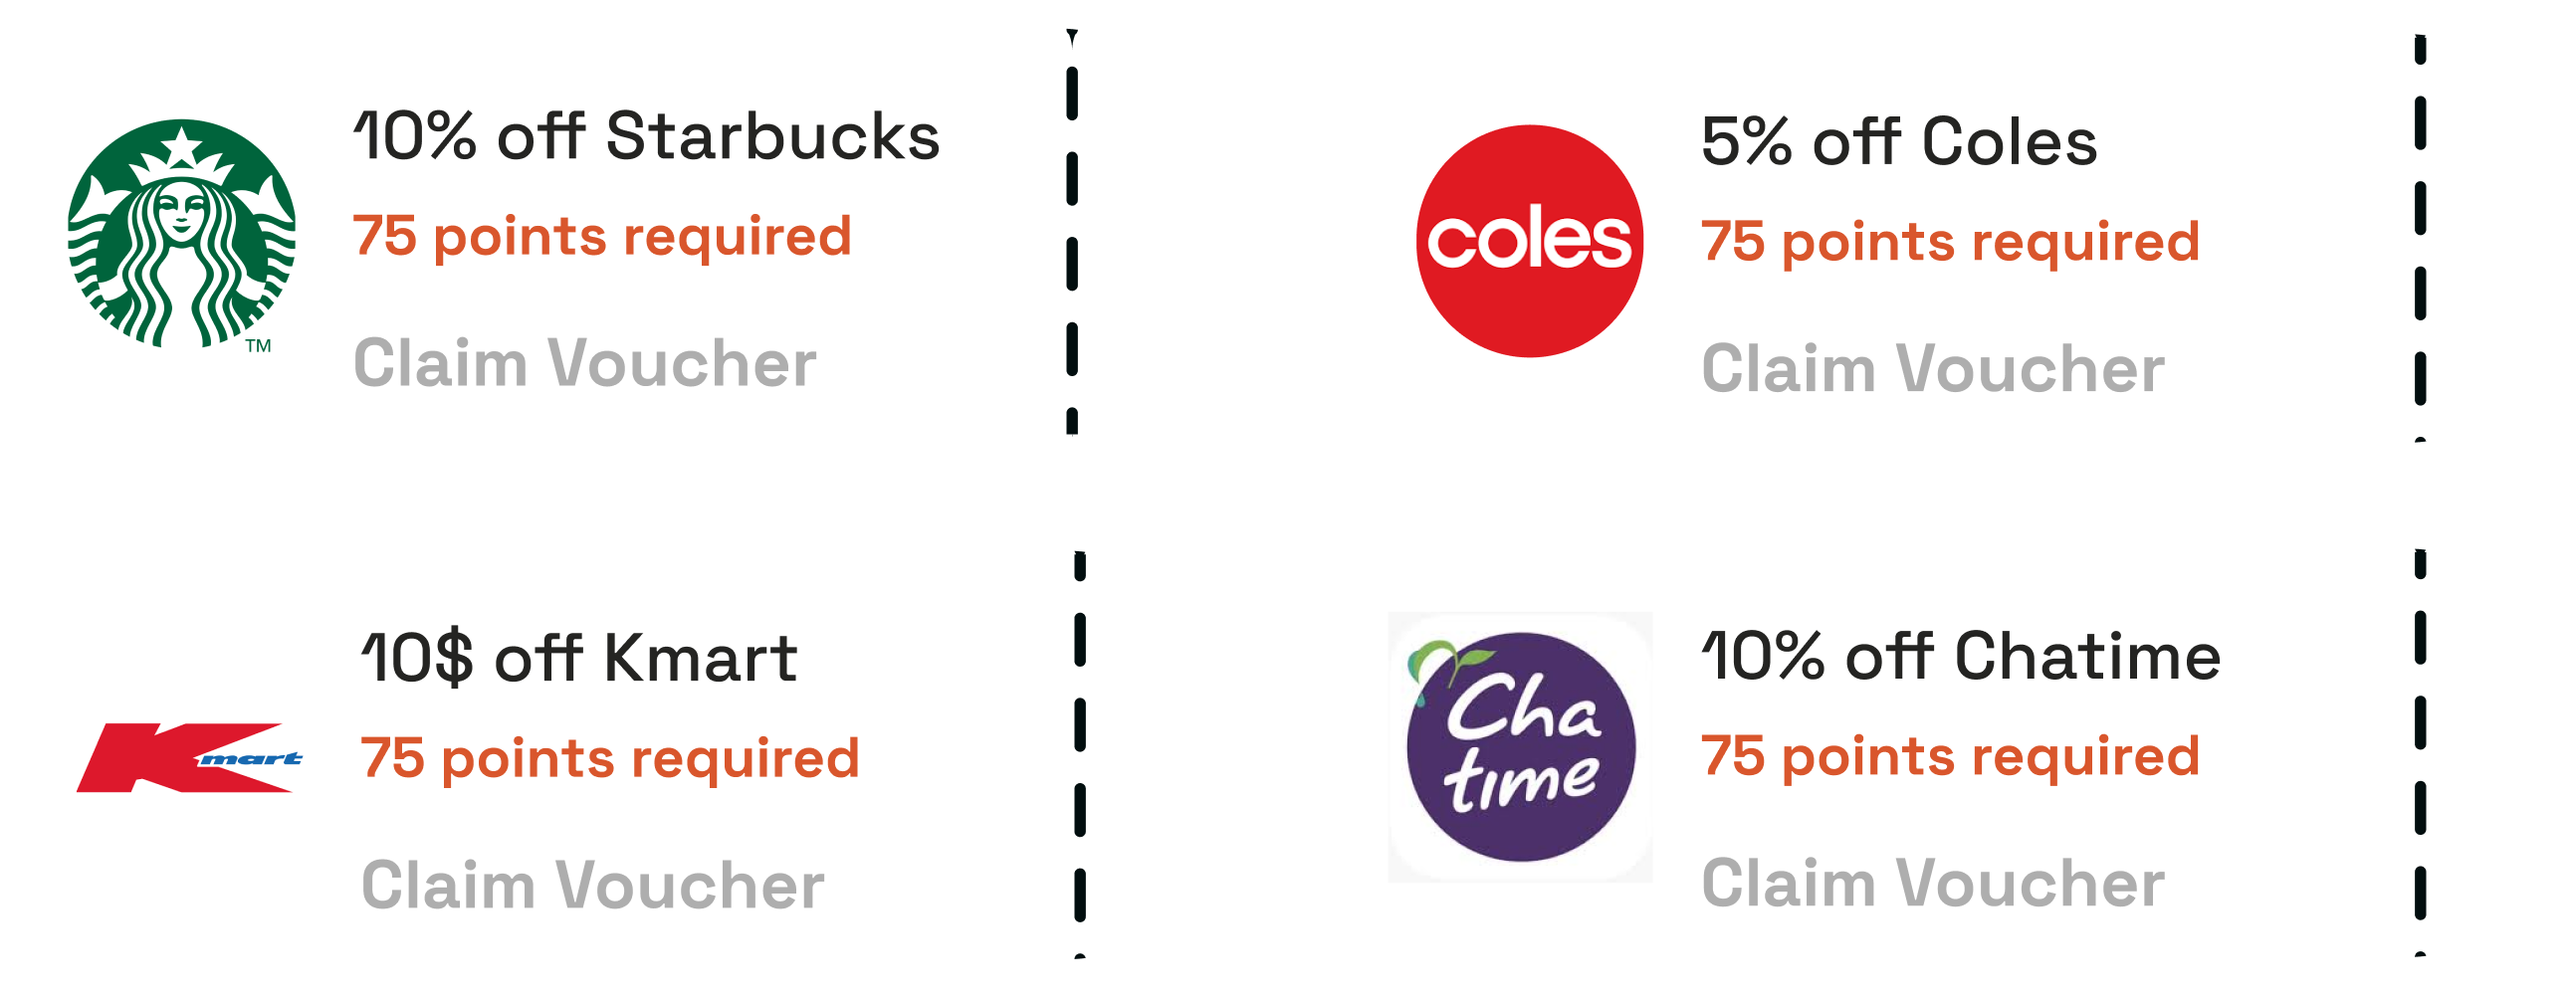 10% off Starbucks
75 points required
Claim Voucher
TM
coles
5% off Coles
75 points required
Claim Voucher
Kmart
10$ off Kmart
75 points required
Claim Voucher
Cha
time
10% off Chatime
75 points required
Claim Voucher